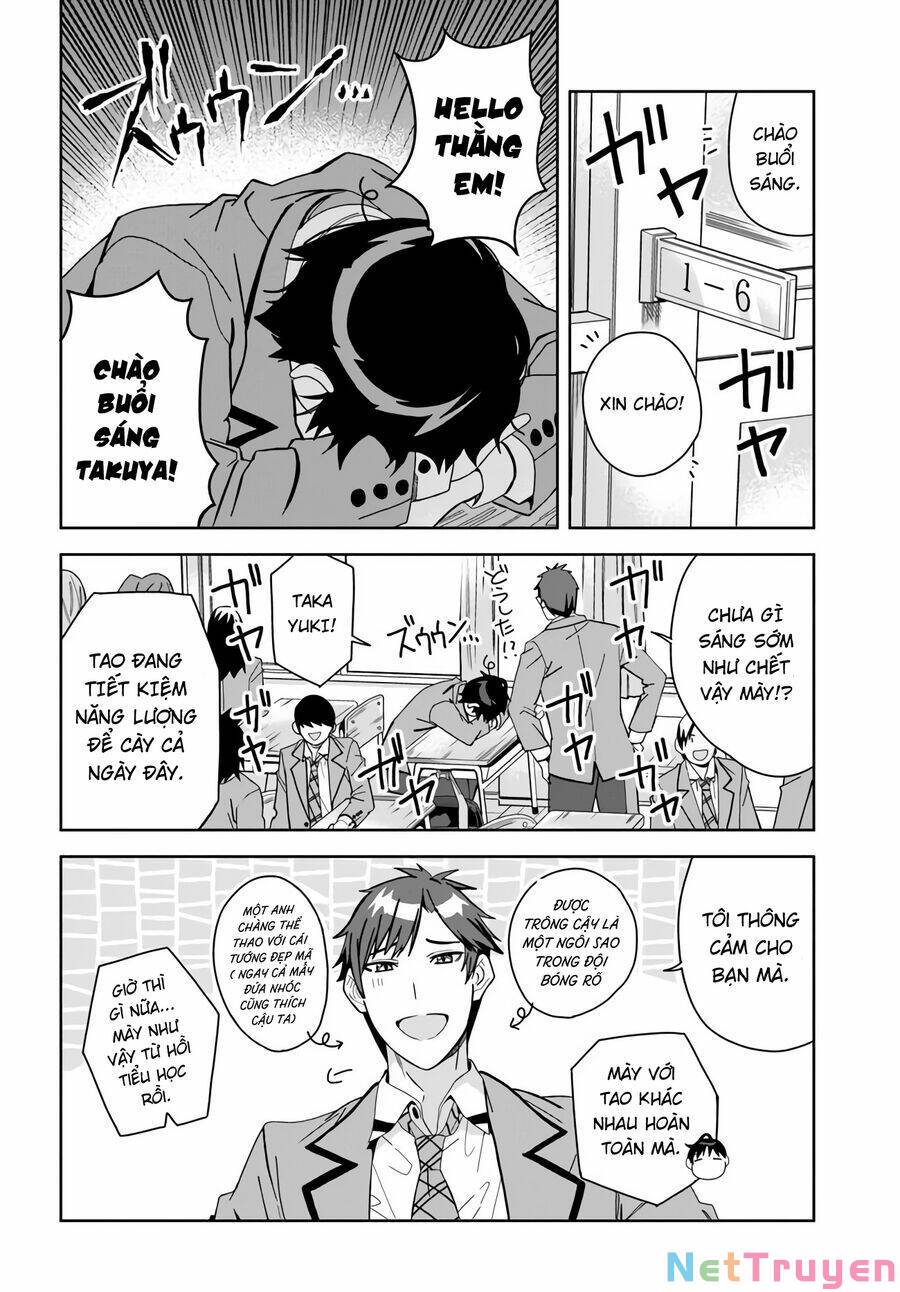 CHÀO
BUỔI
SÁNG.
ガヤ
1-6
XIN CHÀO!
ガヤ
HELLO
THẰNG
EM!
ズゥウン...
CHÀO
BUỔI
SÁNG
TAKUYA!
CHƯA GÌ
SÁNG SỚM
NHƯ CHẾT
VẬY MÀY!?
ガヤ
どうした!?
ズゥウン...
TAKA
YUKI!
ガヤ
ガヤ
TAO ĐANG
TIẾT KIỆM
NĂNG LƯỢNG
ĐỂ CÀY CẢ
NGÀY ĐÂY.
TÔI THÔNG
CẢM CHO
BẠN MÀ.
MÀY VỚI
TAO KHÁC
NHAU HOÀN
TOÀN MÀ.
ĐƯỢC
TRÔNG CẬY LÀ
MỘT NGÔI SAO
TRONG ĐỘI
BÓNG RỔ
MỘT ANH
CHÀNG THỂ
THAO VỚI CÁI
TƯỚNG ĐẸP MÃ
( NGAY CẢ MẤY
ĐỨA NHÓC
CŨNG THÍCH
CẬU TA)
GIỜ THÌ
GÌ NỮA...
MÀY NHƯ
VẬY TỪ HỒI
TIỂU HỌC
RỒI.
NetTruyen